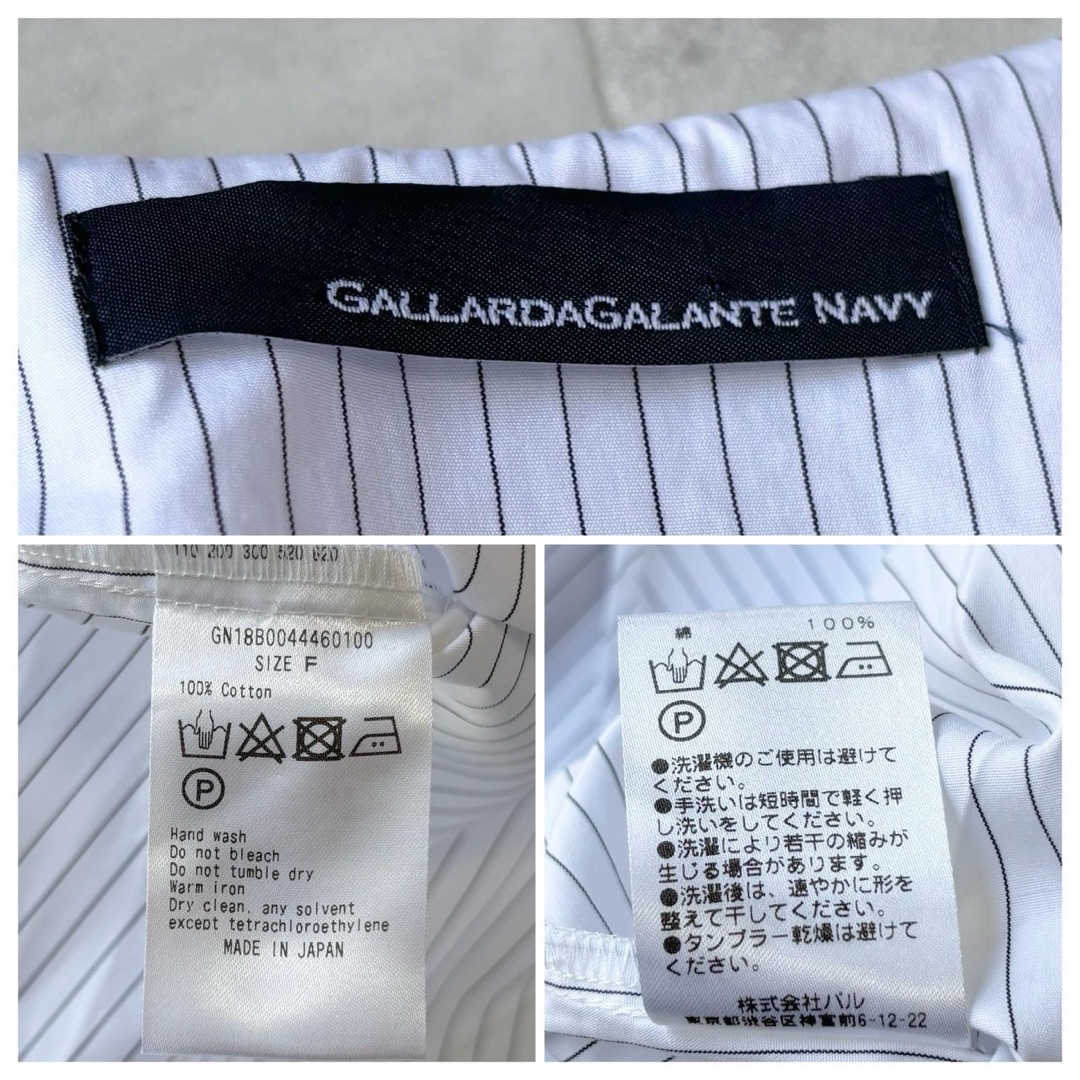 GALLARDAGALANTE NAVY
110 200 300 520 620
GN18B0044460100
SIZE F
100% Cotton
P
Hand wash
Do not bleach
Do not tumble dry
Warm iron
Dry clean, any solvent
except tetrachloroethylene
MADE IN JAPAN
綿 100%
P
●洗濯機のご使用は避けて
ください。
●手洗いは短時間で軽く押
し洗いをしてください。
●洗濯により若干の縮みが
生じる場合があります。
●洗濯後は、速やかに形を
整えて干してください。
●タンブラー乾燥は避けて
ください。
株式会社パル
東京都渋谷区神宮前6-12-22